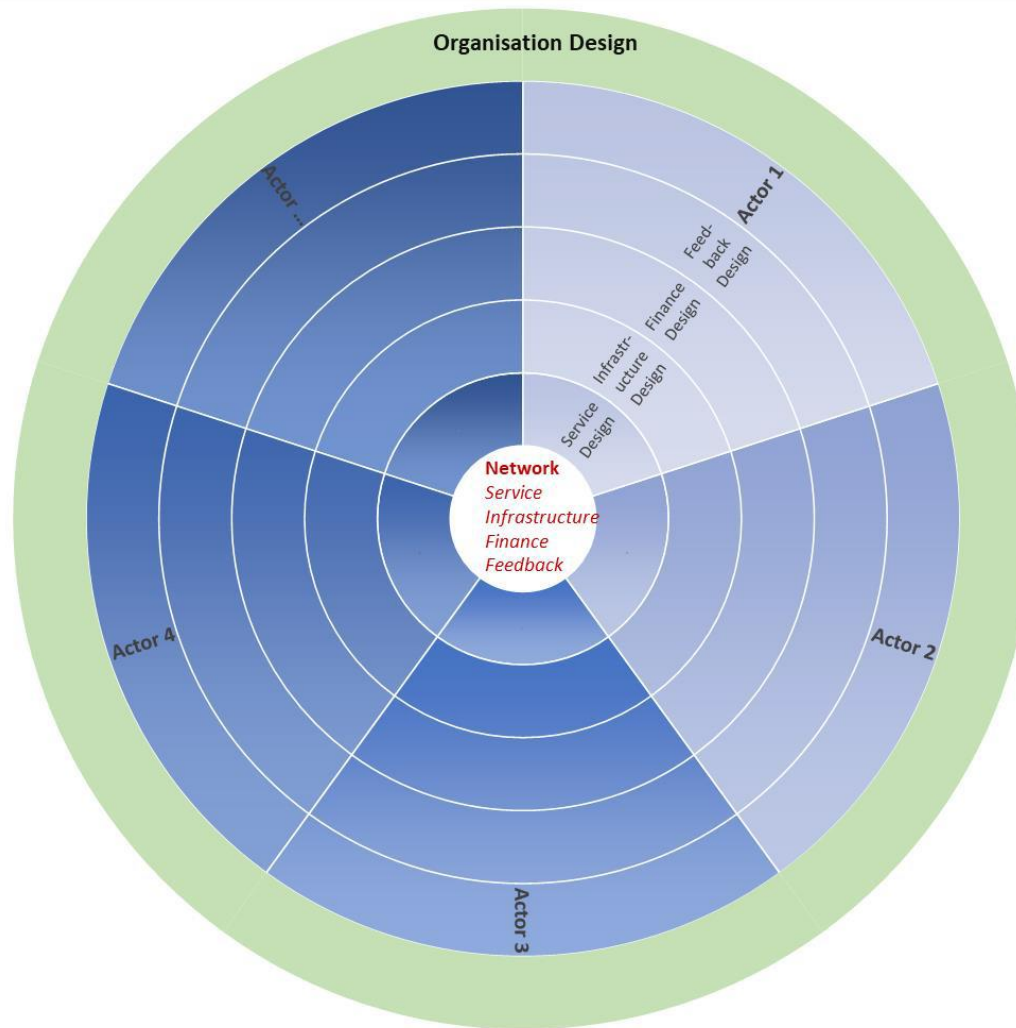 Organisation Design
Actor ...
Actor 1
Feed-
back
Design
Finance
Design
Infrastr-
ucture
Design
Service
Design
Network
Service
Infrastructure
Finance
Feedback
Actor 4
Actor 2
Actor 3